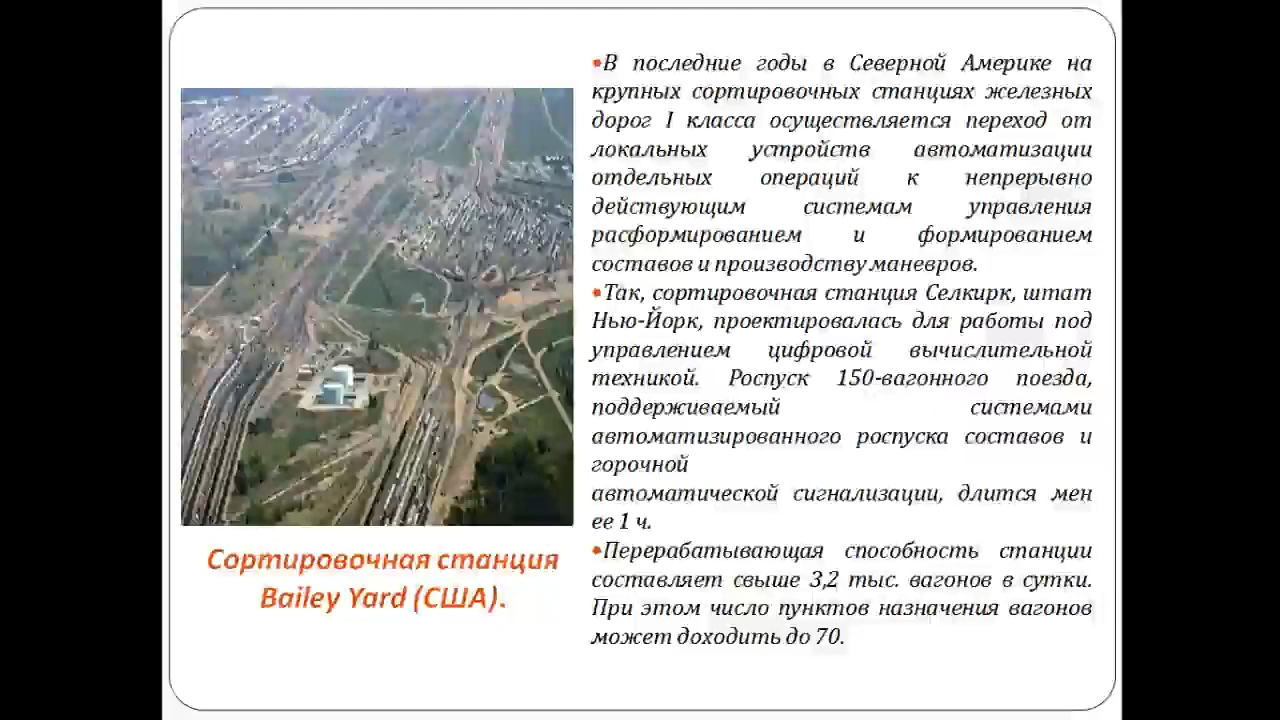 •В последние годы в Северной Америке на
крупных сортировочных станциях железных
дорог I класса осуществляется переход от
локальных устройств автоматизации
отдельных операций к непрерывно
действующим системам управления
расформированием и формированием
составов и производству маневров.
•Так, сортировочная станция Селкирк, штат
Нью-Йорк, проектировалась для работы под
управлением цифровой вычислительной
техникой. Роспуск 150-вагонного поезда,
поддерживаемый системами
автоматизированного роспуска составов и
горочной
автоматической сигнализации, длится мен
ее 1 ч.
•Перерабатывающая способность станции
составляет свыше 3,2 тыс. вагонов в сутки.
При этом число пунктов назначения вагонов
может доходить до 70.
Сортировочная станция
Bailey Yard (США).